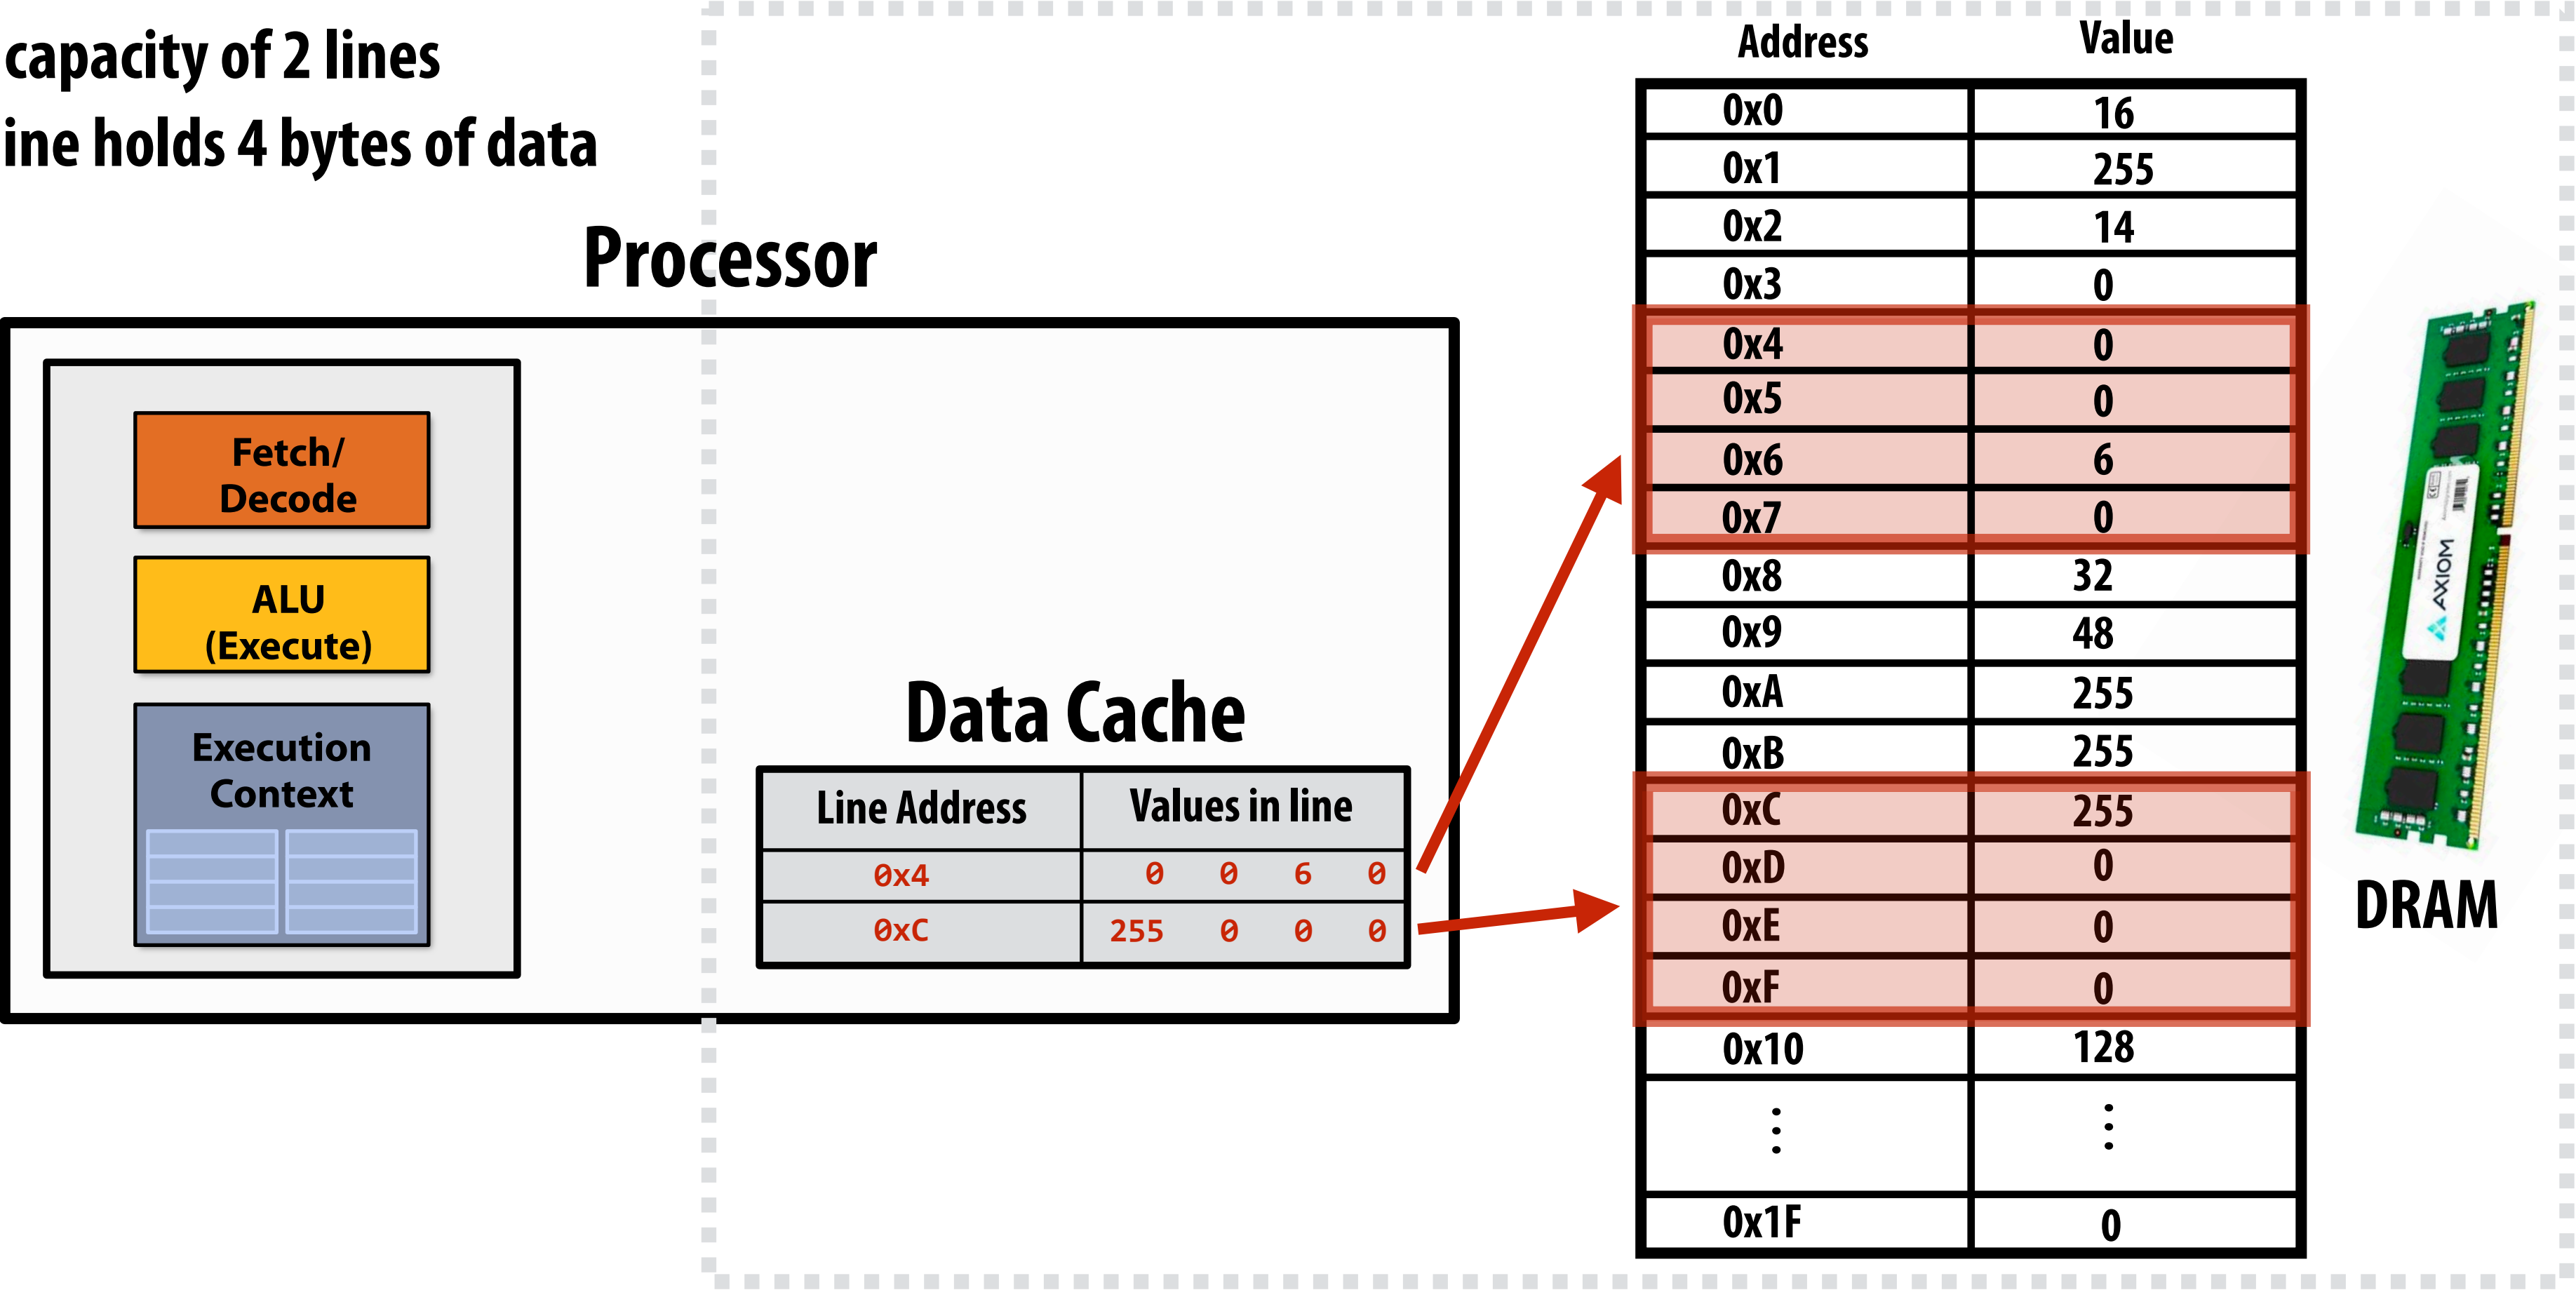 capacity of 2 lines
ine holds 4 bytes of data
Processor
Fetch/
Decode
ALU
(Execute)
Execution
Context
Data Cache
Line Address Values in line
0x4 0 0 6 0
0xC 255 0 0 0
Address Value
0x0 16
0x1 255
0x2 14
0x3 0
0x4 0
0x5 0
0x6 6
0x7 0
0x8 32
0x9 48
0xA 255
0xB 255
0xC 255
0xD 0
0xE 0
0xF 0
0x10 128
⋮ ⋮
0x1F 0
AXIOM
DRAM